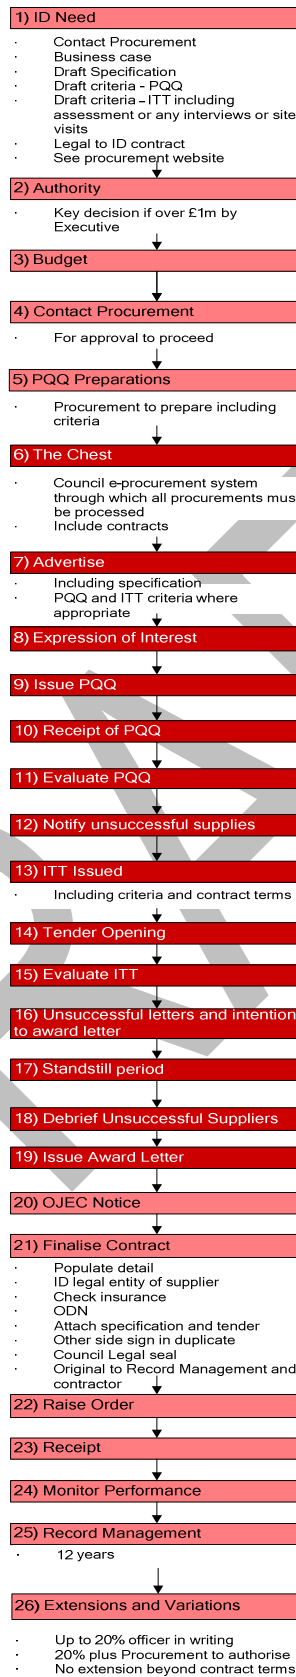 1) ID Need
· Contact Procurement
· Business case
· Draft Specification
· Draft criteria - PQQ
· Draft criteria – ITT including
assessment or any interviews or site
visits
· Legal to ID contract
· See procurement website
2) Authority
· Key decision if over £1m by
Executive
3) Budget
4) Contact Procurement
· For approval to proceed
5) PQQ Preparations
· Procurement to prepare including
criteria
6) The Chest
· Council e-procurement system
through which all procurements mus
be processed
· Include contracts
7) Advertise
· Including specification
· PQQ and ITT criteria where
appropriate
8) Expression of Interest
9) Issue PQQ
10) Receipt of PQQ
11) Evaluate PQQ
12) Notify unsuccessful supplies
13) ITT Issued
· Including criteria and contract terms
14) Tender Opening
15) Evaluate ITT
16) Unsuccessful letters and intention
to award letter
17) Standstill period
18) Debrief Unsuccessful Suppliers
19) Issue Award Letter
20) OJEC Notice
21) Finalise Contract
· Populate detail
· ID legal entity of supplier
· Check insurance
· ODN
· Attach specification and tender
· Other side sign in duplicate
· Council Legal seal
· Original to Record Management and
contractor
22) Raise Order
23) Receipt
24) Monitor Performance
25) Record Management
· 12 years
26) Extensions and Variations
· Up to 20% officer in writing
· 20% plus Procurement to authorise
· No extension beyond contract terms